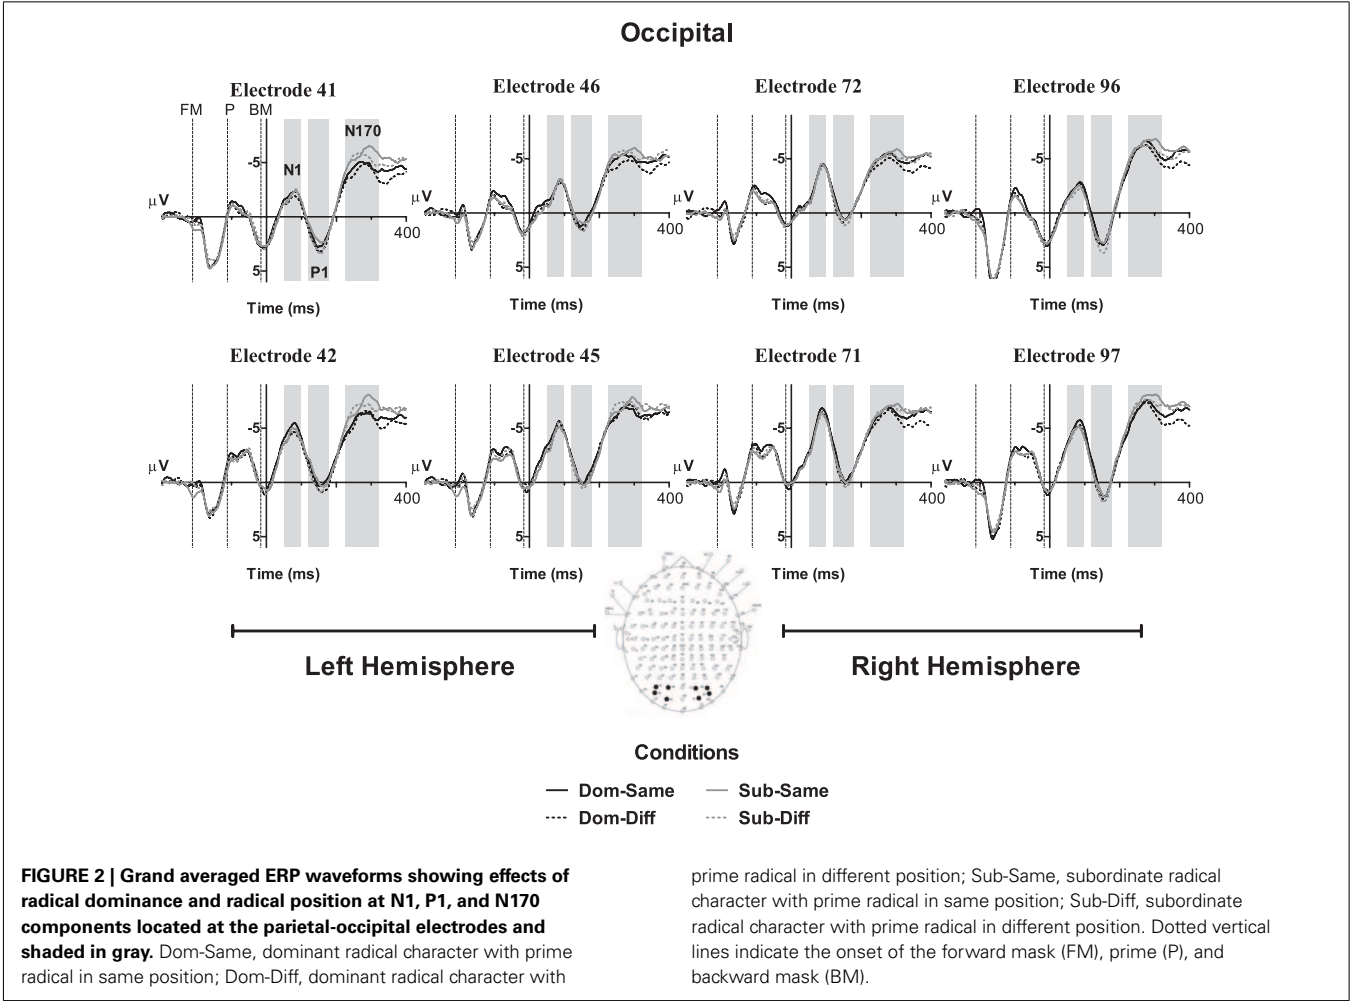 Occipital
Electrode 41
Electrode 46
Electrode 72
Electrode 96
FM P BM
N170
N1
P1
-5
µV
400
5
Time (ms)
-5
µV
400
5
Time (ms)
-5
µV
400
5
Time (ms)
-5
µV
400
5
Time (ms)
Electrode 42
Electrode 45
Electrode 71
Electrode 97
-5
µV
400
5
Time (ms)
-5
µV
400
5
Time (ms)
-5
µV
400
5
Time (ms)
-5
µV
400
5
Time (ms)
Left Hemisphere
Right Hemisphere
Conditions
Dom-Same
Sub-Same
Dom-Diff
Sub-Diff
FIGURE 2 | Grand averaged ERP waveforms showing effects of
radical dominance and radical position at N1, P1, and N170
components located at the parietal-occipital electrodes and
shaded in gray. Dom-Same, dominant radical character with prime
radical in same position; Dom-Diff, dominant radical character with
prime radical in different position; Sub-Same, subordinate radical
character with prime radical in same position; Sub-Diff, subordinate
radical character with prime radical in different position. Dotted vertical
lines indicate the onset of the forward mask (FM), prime (P), and
backward mask (BM).